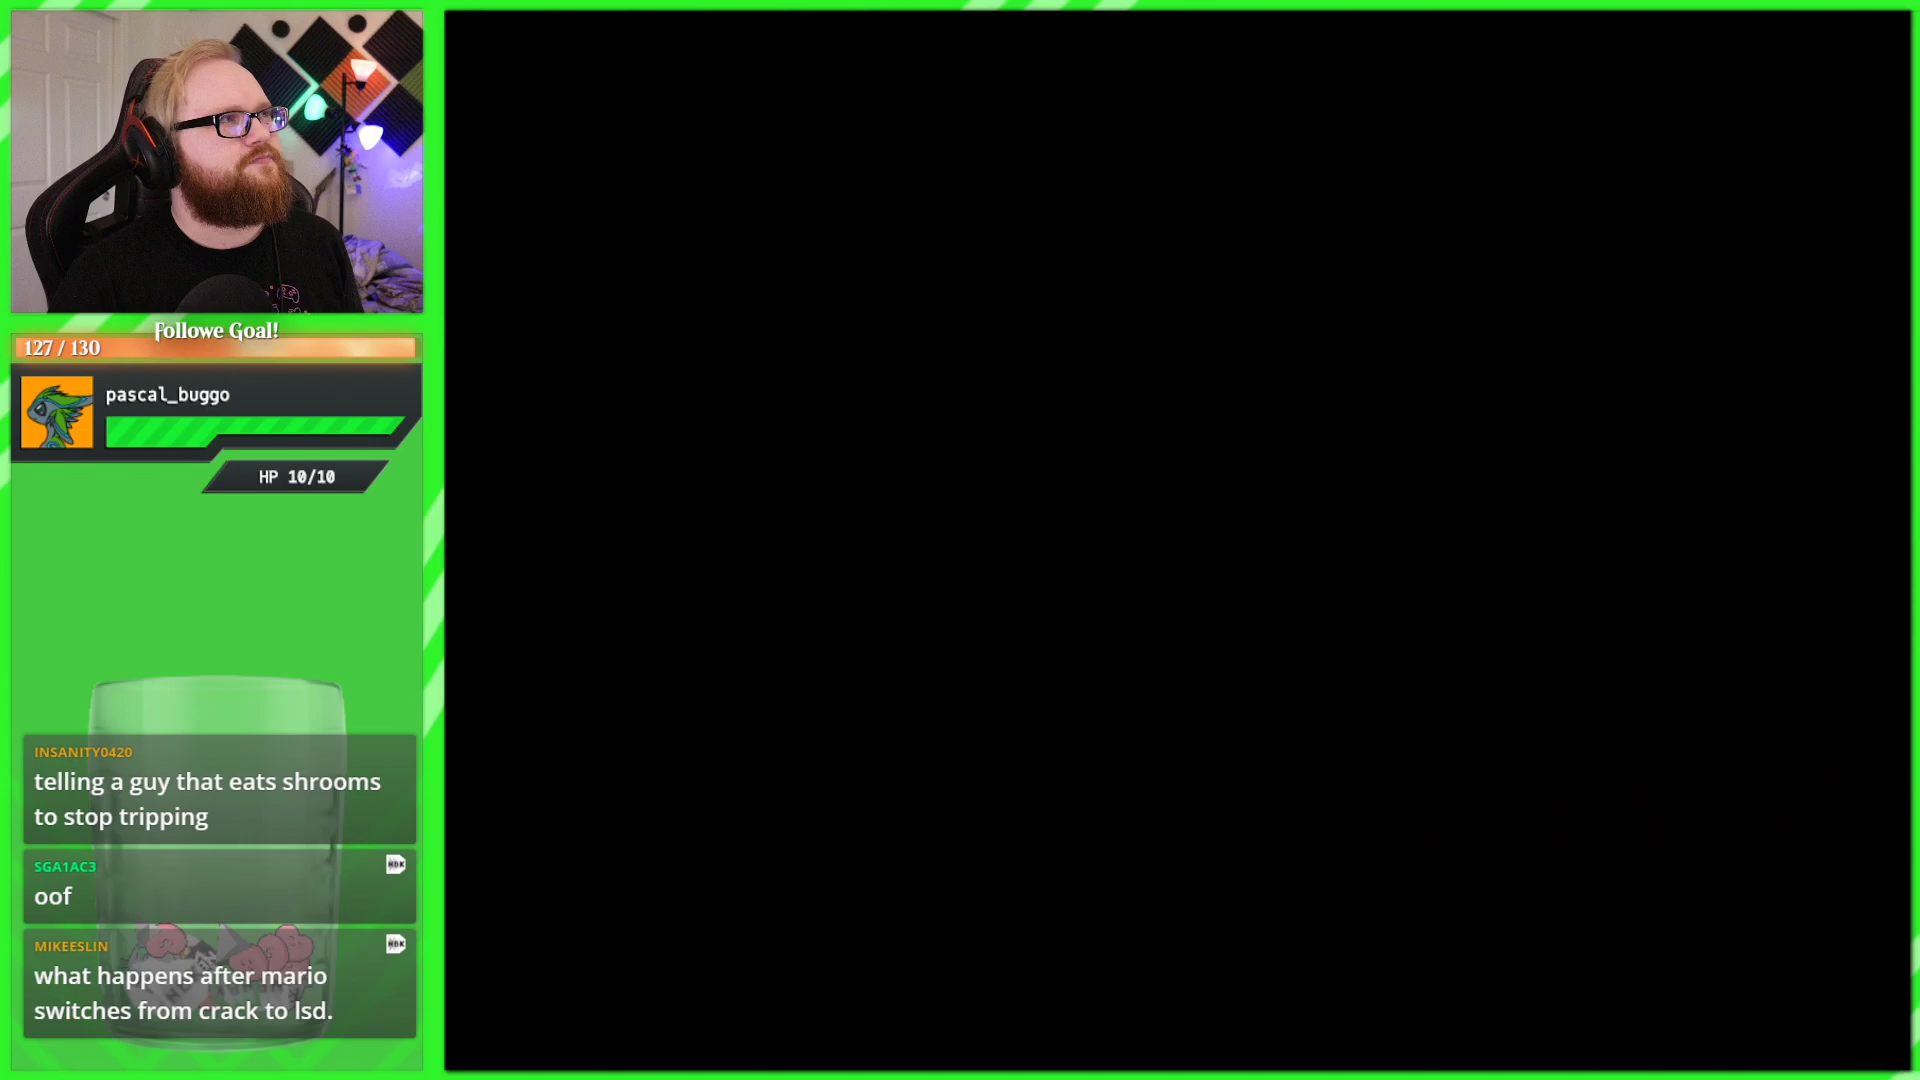 Followe Goal!
127 / 130
pascal_buggo
HP 10/10
INSANITY0420
telling a guy that eats shrooms
to stop tripping
SGA1AC3
oof
MIKEESLIN
what happens after mario
switches from crack to lsd.